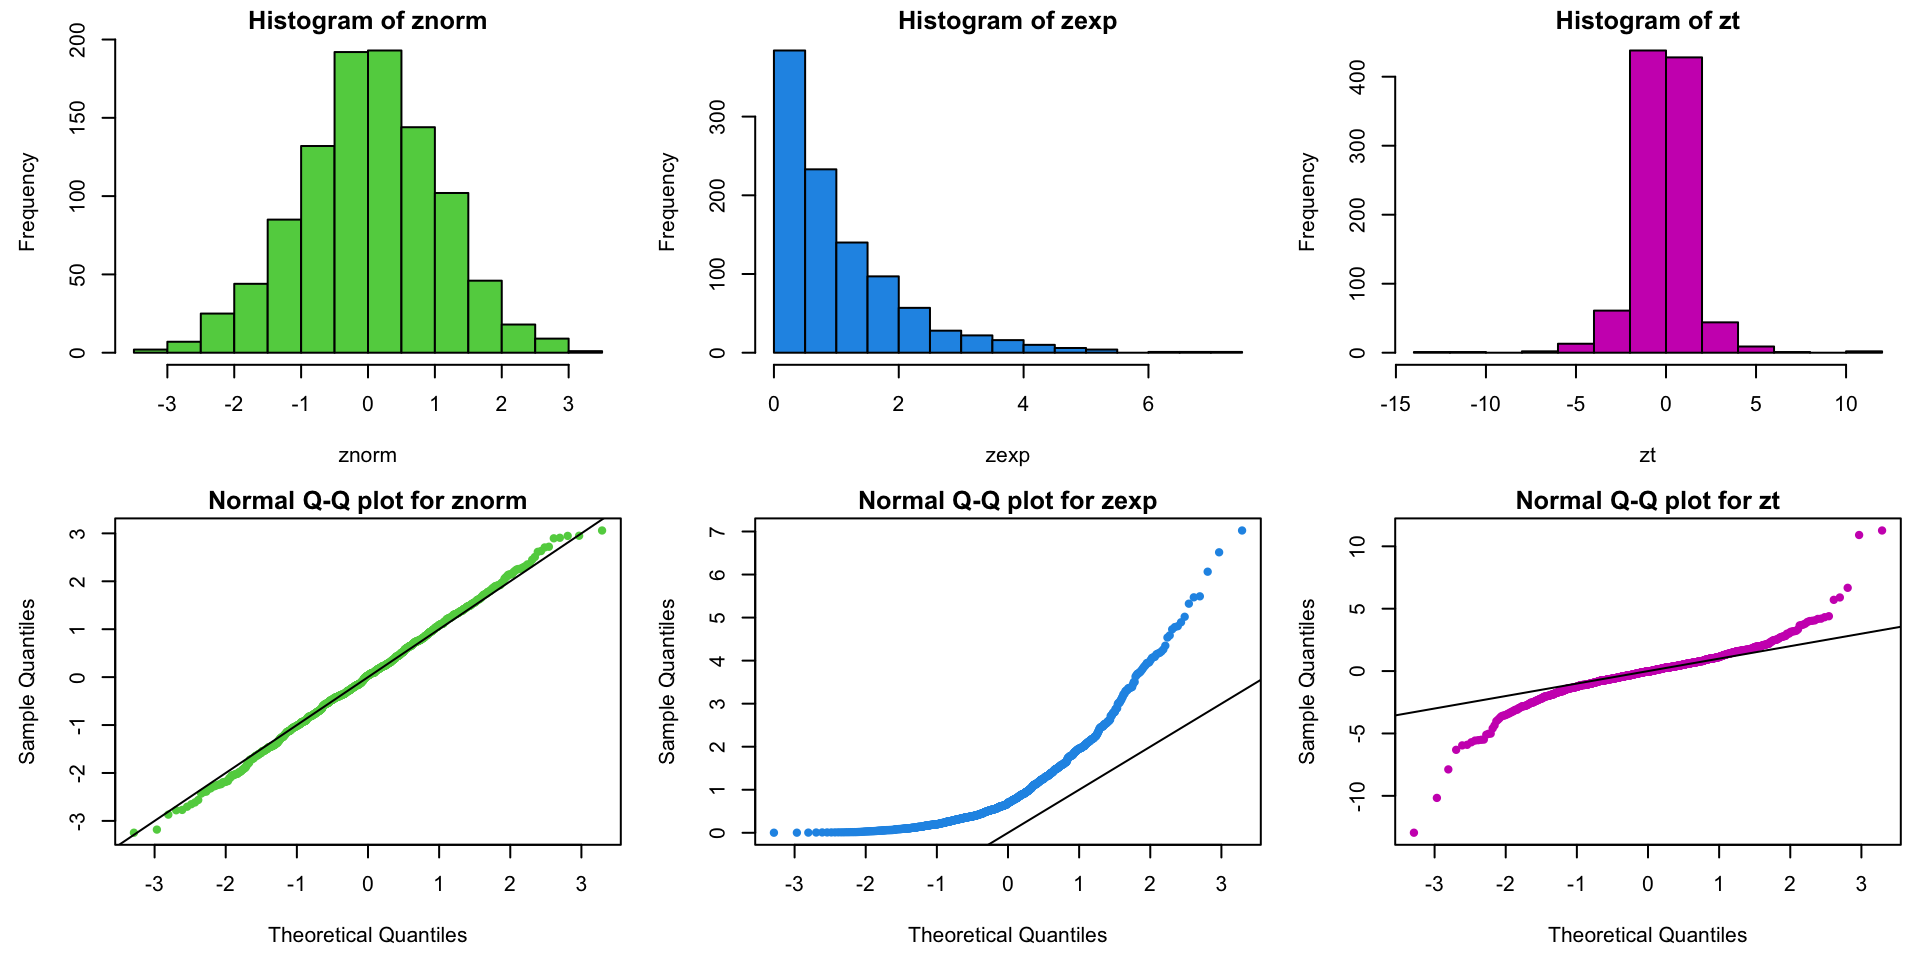 Histogram of znorm
Frequency
0 50 100 150 200
-3 -2 -1 0 1 2 3
znorm
Histogram of zexp
Frequency
0 100 200 300
0 2 4 6
zexp
Histogram of zt
Frequency
0 100 200 300 400
-15 -10 -5 0 5 10
zt
Normal Q-Q plot for znorm
Sample Quantiles
-3 -2 -1 0 1 2 3
-3 -2 -1 0 1 2 3
Theoretical Quantiles
Normal Q-Q plot for zexp
Sample Quantiles
0 1 2 3 4 5 6 7
-3 -2 -1 0 1 2 3
Theoretical Quantiles
Normal Q-Q plot for zt
Sample Quantiles
-10 -5 0 5 10
-3 -2 -1 0 1 2 3
Theoretical Quantiles